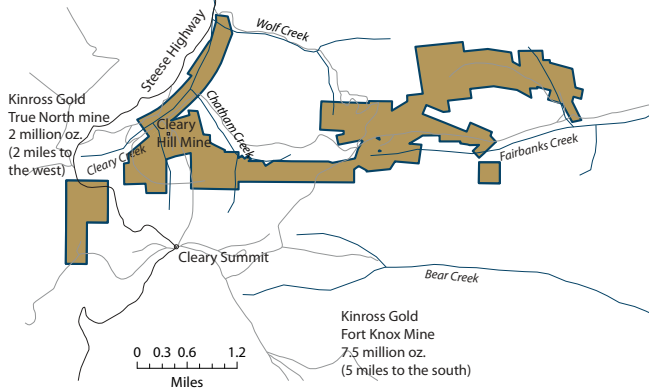 Wolf Creek
Steese Highway
Kinross Gold
True North mine
2 million oz.
(2 miles to
the west)
Chatham Creek
Cleary
Hill Mine
Cleary Creek
Fairbanks Creek
Cleary Summit
Bear Creek
Kinross Gold
Fort Knox Mine
7.5 million oz.
(5 miles to the south)
0 0.3 0.6 1.2
Miles